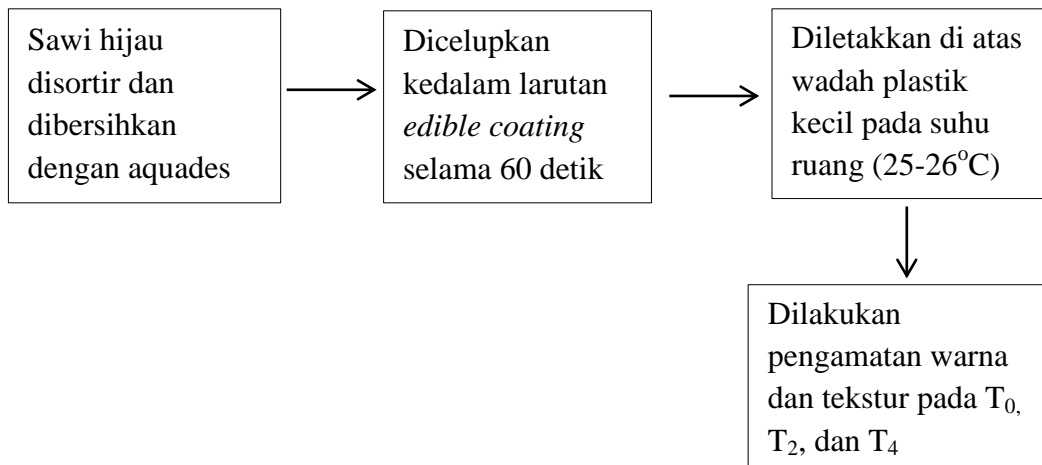 Sawi hijau
disortir dan
dibersihkan
dengan aquades
Dicelupkan
kedalam larutan
edible coating
selama 60 detik
Diletakkan di atas
wadah plastik
kecil pada suhu
ruang (25-26°C)
Dilakukan
pengamatan warna
dan tekstur pada T₀,
T₂, dan T₄